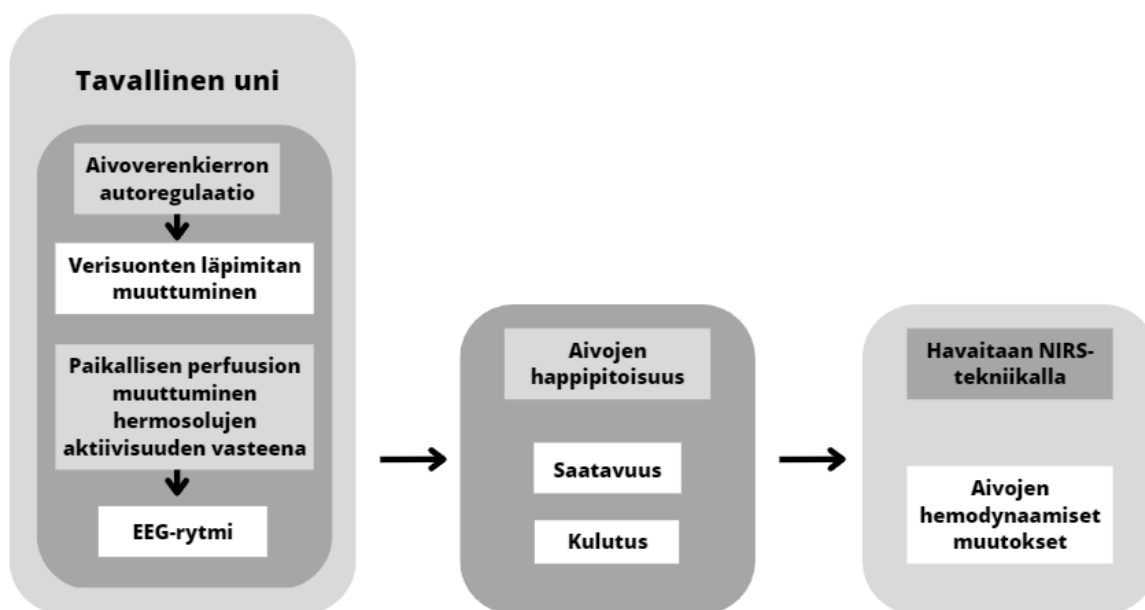 Tavallinen uni
Aivoverenkierron
autoregulaatio
Verisuonten läpimitan
muuttuminen
Paikallisen perfuusion
muuttuminen
hermosolujen
aktiivisuuden vasteena
EEG-rytmi
Aivojen
happipitoisuus
Saatavuus
Kulutus
Havaitaan NIRS-
tekniikalla
Aivojen
hemodynaamiset
muutokset